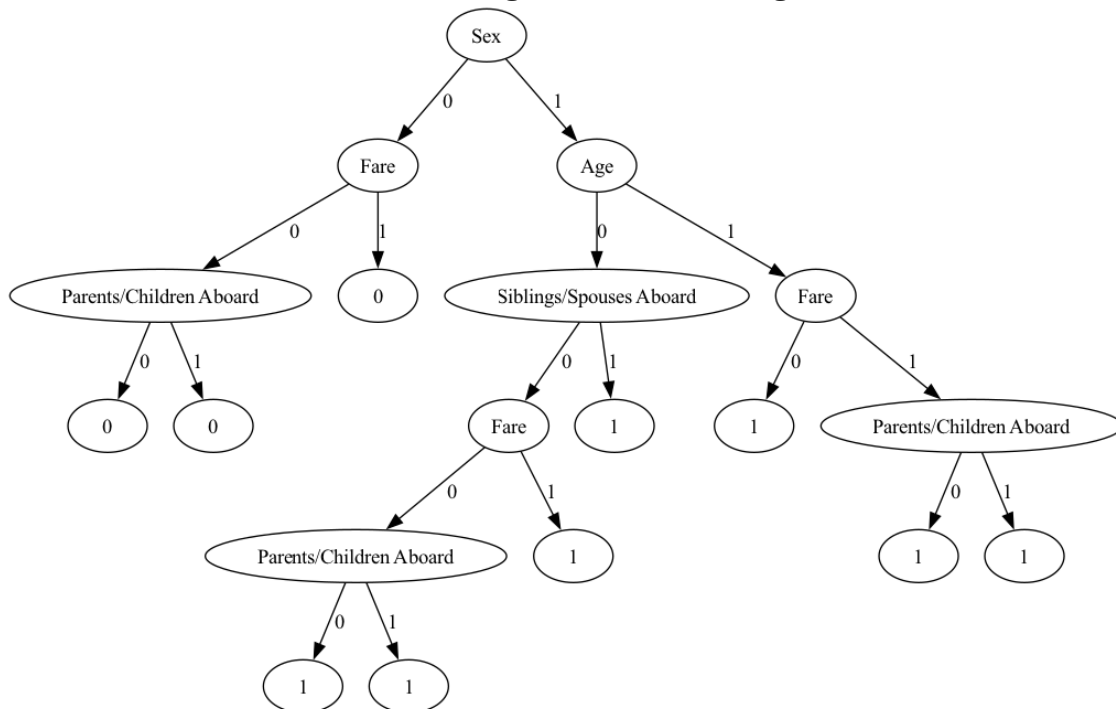 Sex
0 1
Fare Age
0 1 0 1
Parents/Children Aboard 0 Siblings/Spouses Aboard Fare
0 1 0 1 0 1
0 0 Fare 1 1 Parents/Children Aboard
0 1 0 1
Parents/Children Aboard 1 1 1
0 1
1 1